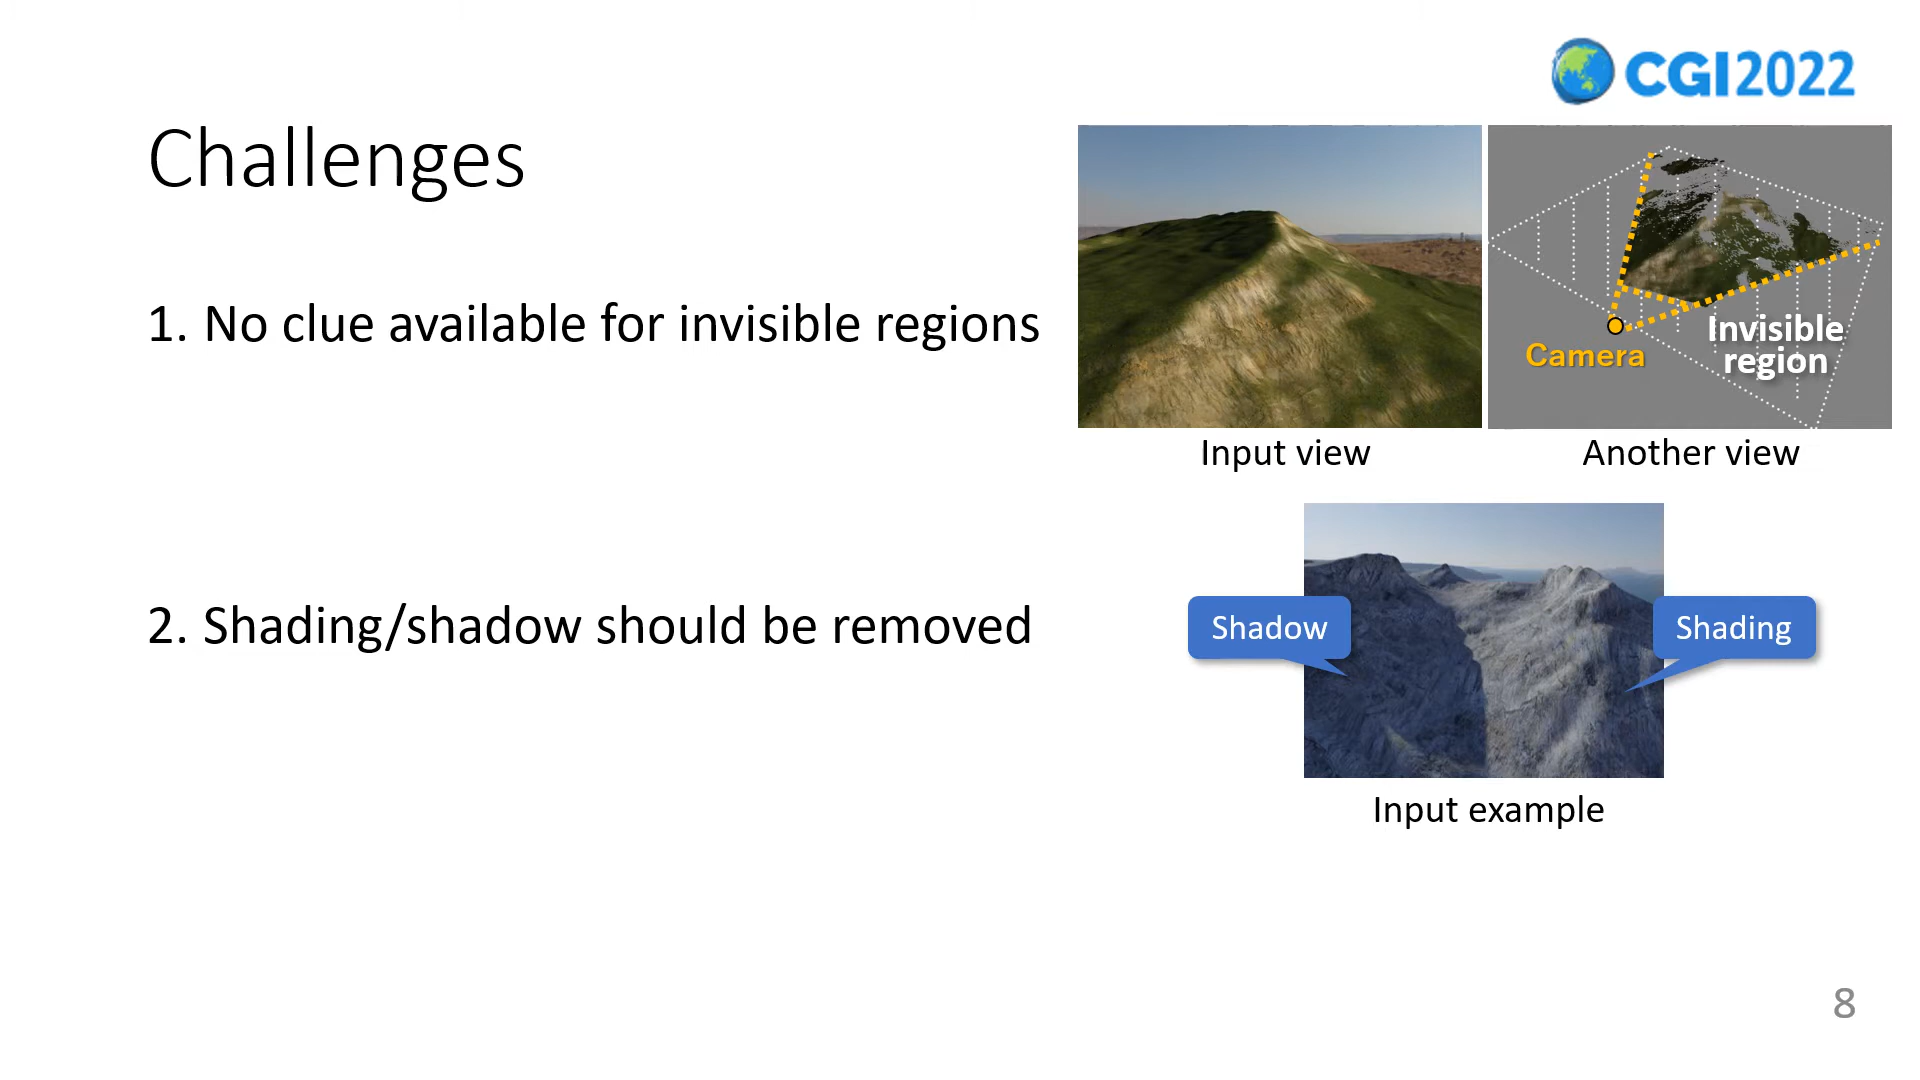 CGI2022
Challenges
1. No clue available for invisible regions
Camera
Invisible
region
Input view
Another view
2. Shading/shadow should be removed
Shadow
Shading
Input example
8